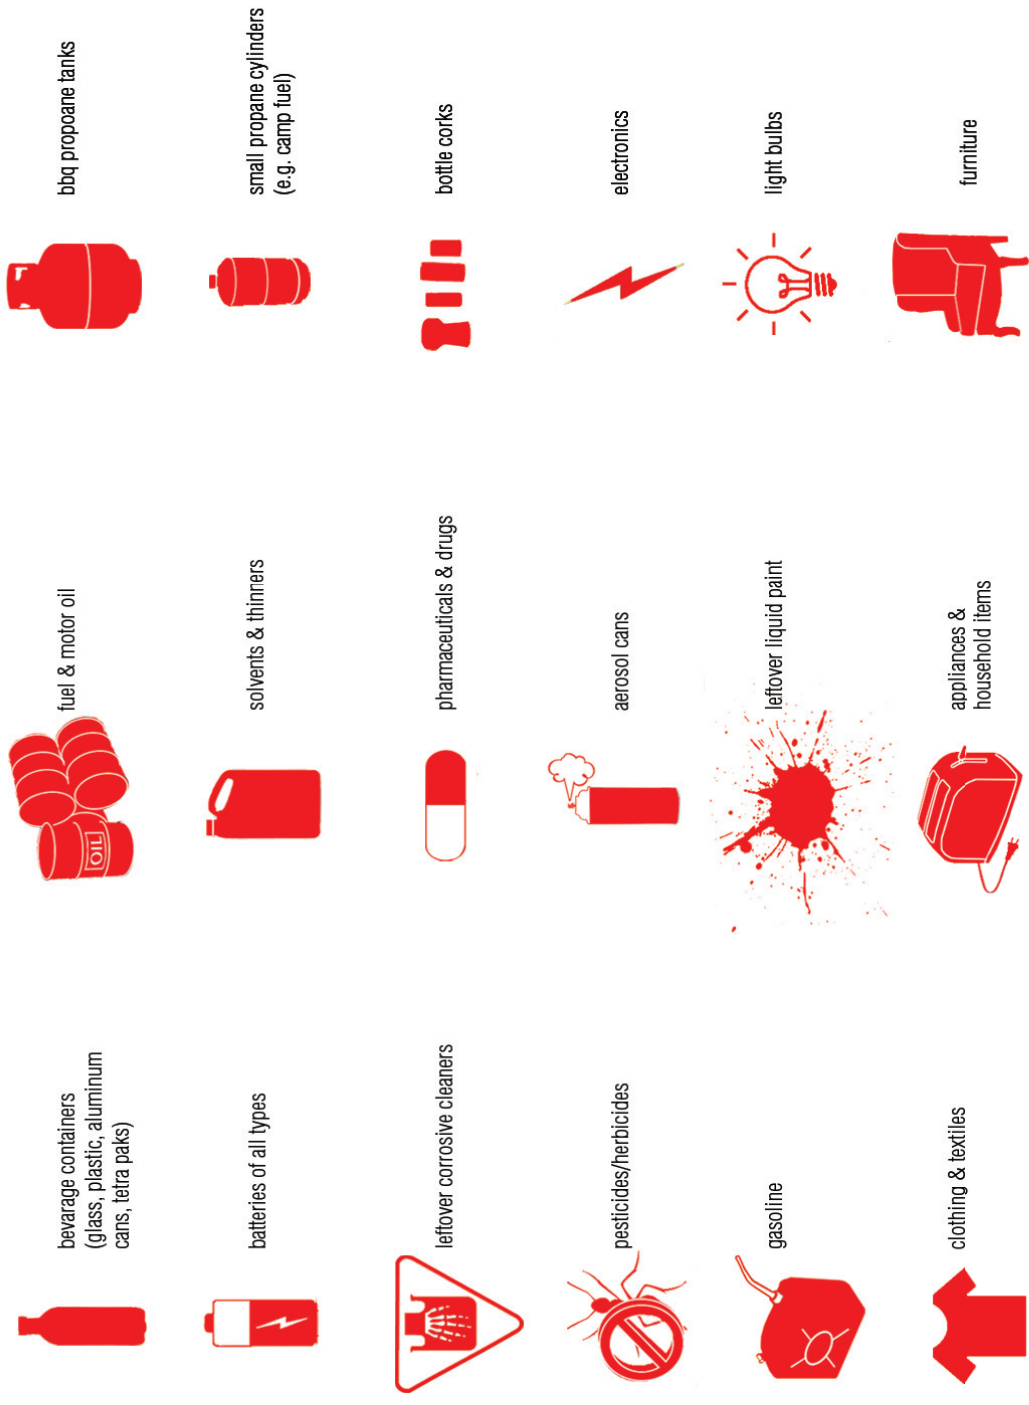 bevarage containers
(glass, plastic, aluminum
cans, tetra paks)
OIL
fuel & motor oil
bbq propoane tanks
batteries of all types
solvents & thinners
small propane cylinders
(e.g. camp fuel)
leftover corrosive cleaners
pharmaceuticals & drugs
bottle corks
pesticides/herbicides
aerosol cans
electronics
gasoline
leftover liquid paint
light bulbs
clothing & textiles
appliances &
household items
furniture